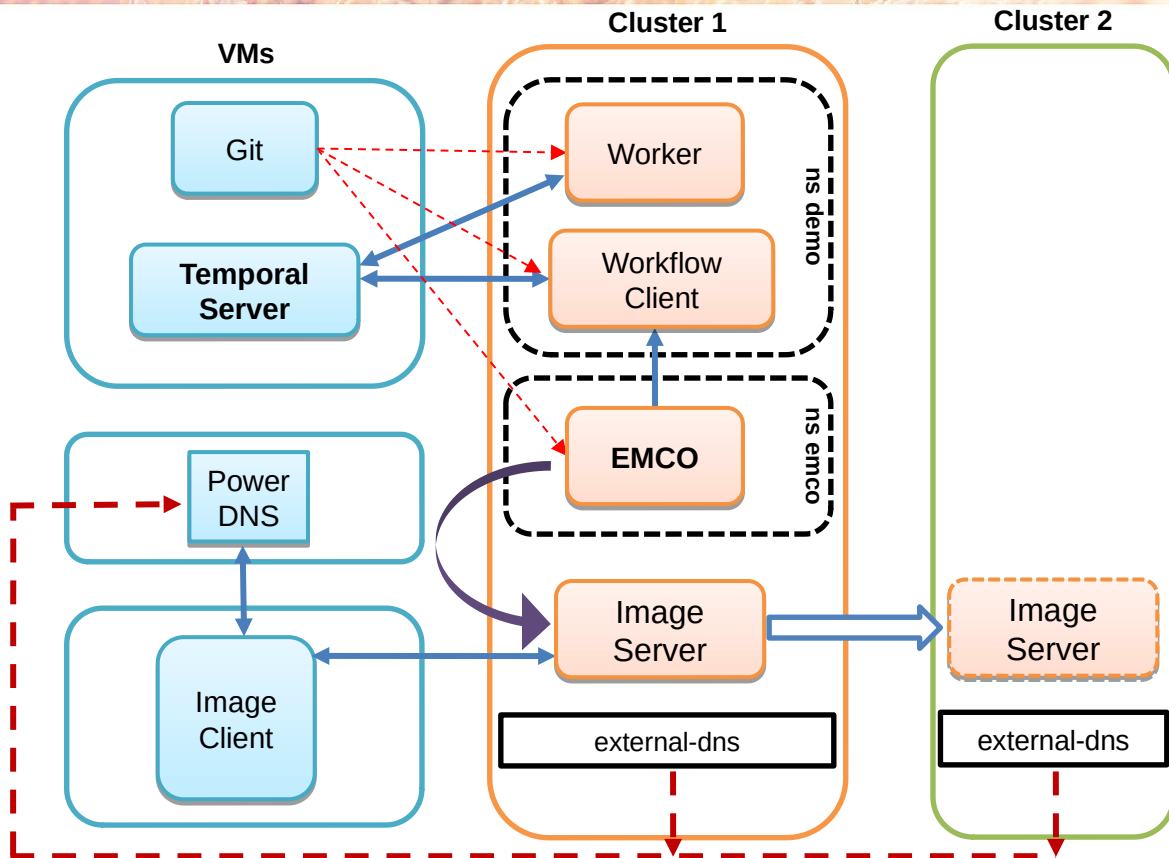 Cluster 1
Cluster 2
VMs
Git
Worker
ns demo
Temporal
Server
Workflow
Client
EMCO
ns emco
Power
DNS
Image
Server
Image
Server
Image
Client
external-dns
external-dns